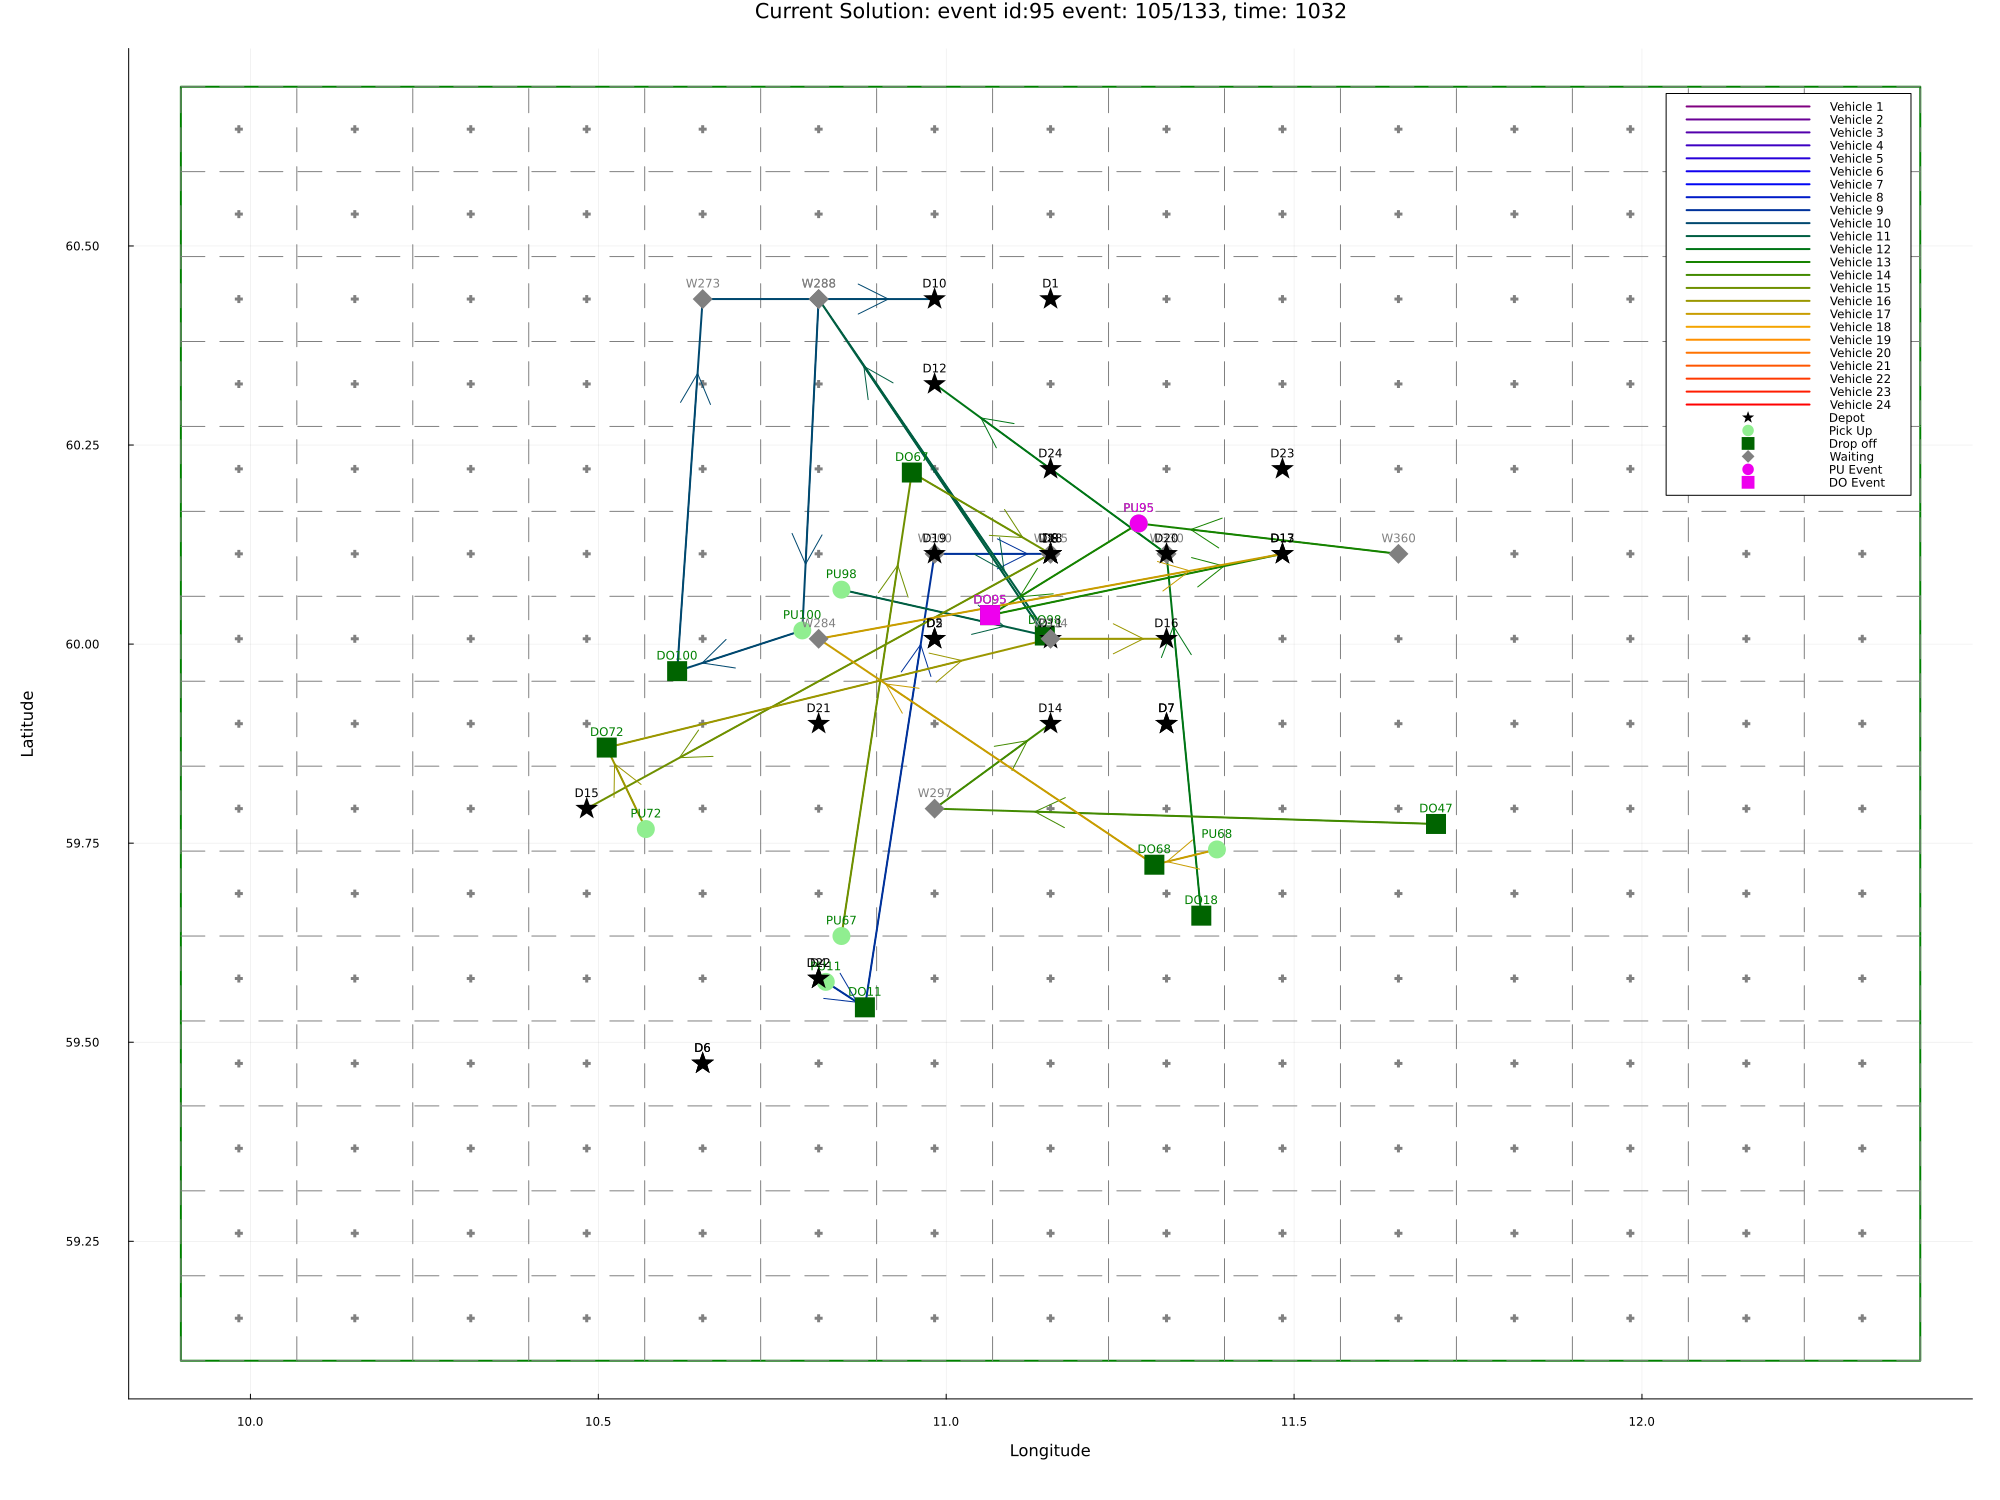 Current Solution: event id:95 event: 105/133, time: 1032
Vehicle 1
Vehicle 2
Vehicle 3
Vehicle 4
Vehicle 5
Vehicle 6
Vehicle 7
Vehicle 8
Vehicle 9
Vehicle 10
Vehicle 11
Vehicle 12
Vehicle 13
Vehicle 14
Vehicle 15
Vehicle 16
Vehicle 17
Vehicle 18
Vehicle 19
Vehicle 20
Vehicle 21
Vehicle 22
Vehicle 23
Vehicle 24
Depot
Pick Up
Drop off
Waiting
PU Event
DO Event
60.50
60.25
60.00
59.75
59.50
59.25
Latitude
W273
W288
D10
D1
D12
DO67
D24
D23
PU95
D19
D20
W360
PU98
DO95
PU100
W284
DO98
D16
DO100
D21
D14
D7
DO72
D15
W297
DO47
PU72
PU68
DO68
DO18
PU67
DO11
D6
10.0
10.5
11.0
11.5
12.0
Longitude